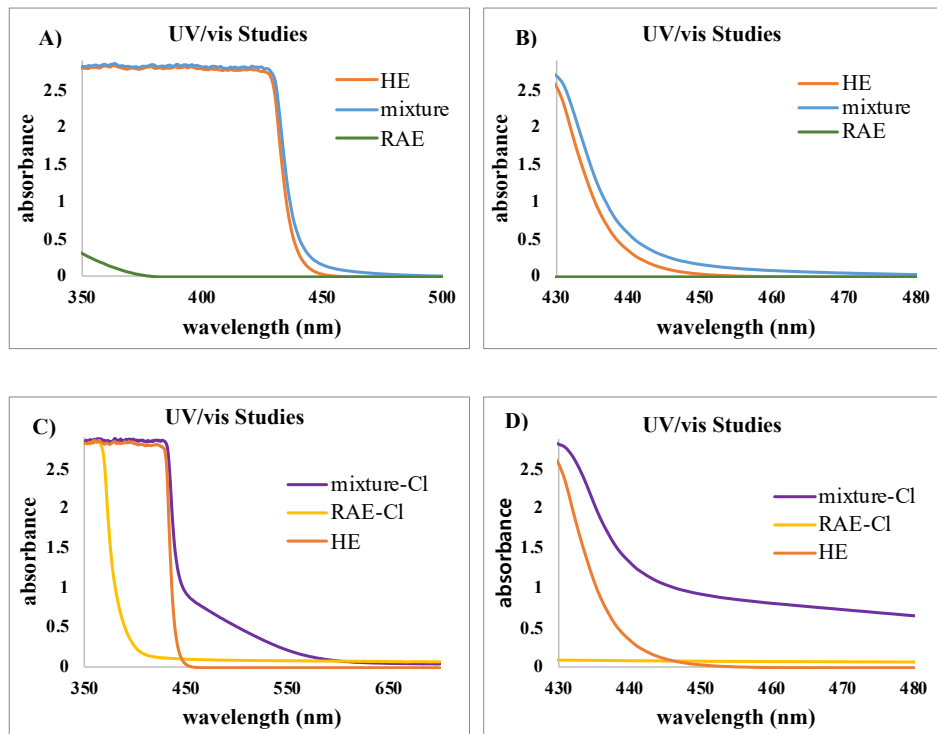 A)
UV/vis Studies
HE
mixture
RAE
absorbance
2.5
2
1.5
1
0.5
0
350
400
450
500
wavelength (nm)
B)
UV/vis Studies
HE
mixture
RAE
absorbance
2.5
2
1.5
1
0.5
0
430
440
450
460
470
480
wavelength (nm)
C)
UV/vis Studies
mixture-Cl
RAE-Cl
HE
absorbance
2.5
2
1.5
1
0.5
0
350
450
550
650
wavelength (nm)
D)
UV/vis Studies
mixture-Cl
RAE-Cl
HE
absorbance
2.5
2
1.5
1
0.5
0
430
440
450
460
470
480
wavelength (nm)